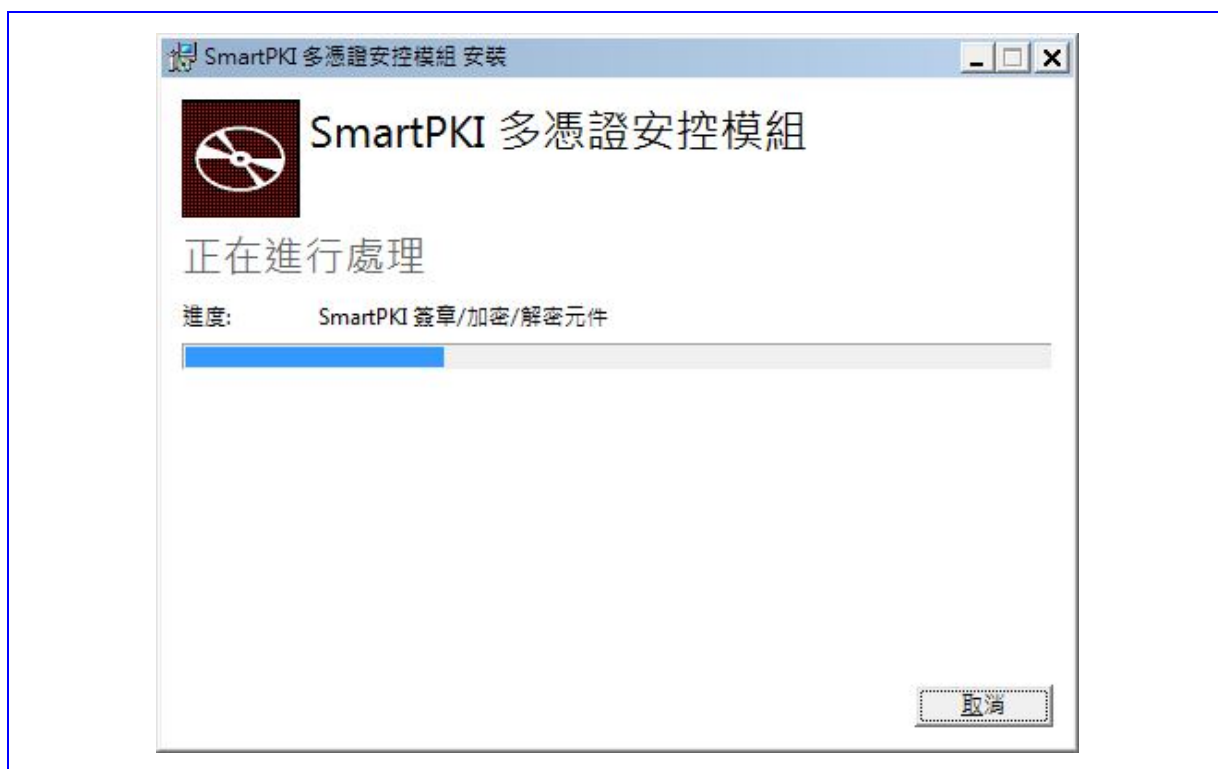 SmartPKI 多憑證安控模組 安裝
SmartPKI 多憑證安控模組
正在進行處理
進度: SmartPKI 簽章/加密/解密元件
取消